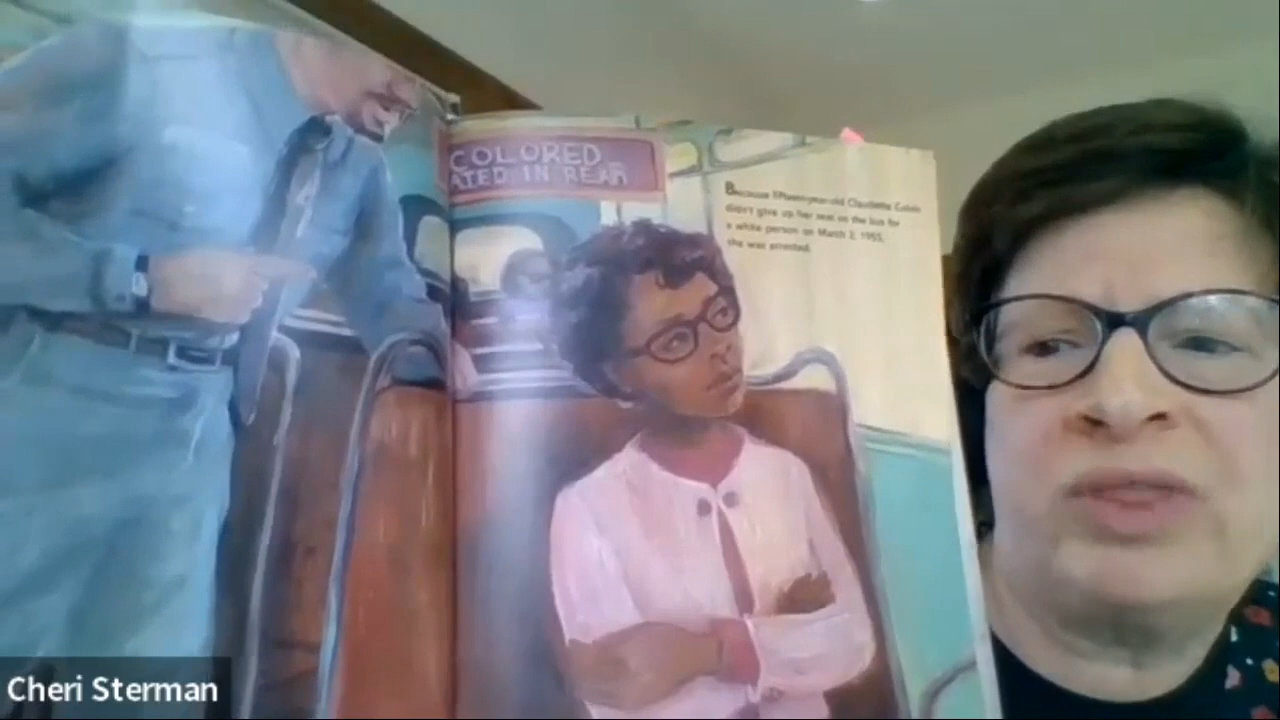 COLORED
ATED IN REAR
Because fifteen-year-old Claudette Colvin
didn't give up her seat on the bus for
a white person on March 2, 1955,
she was arrested.
Cheri Sterman